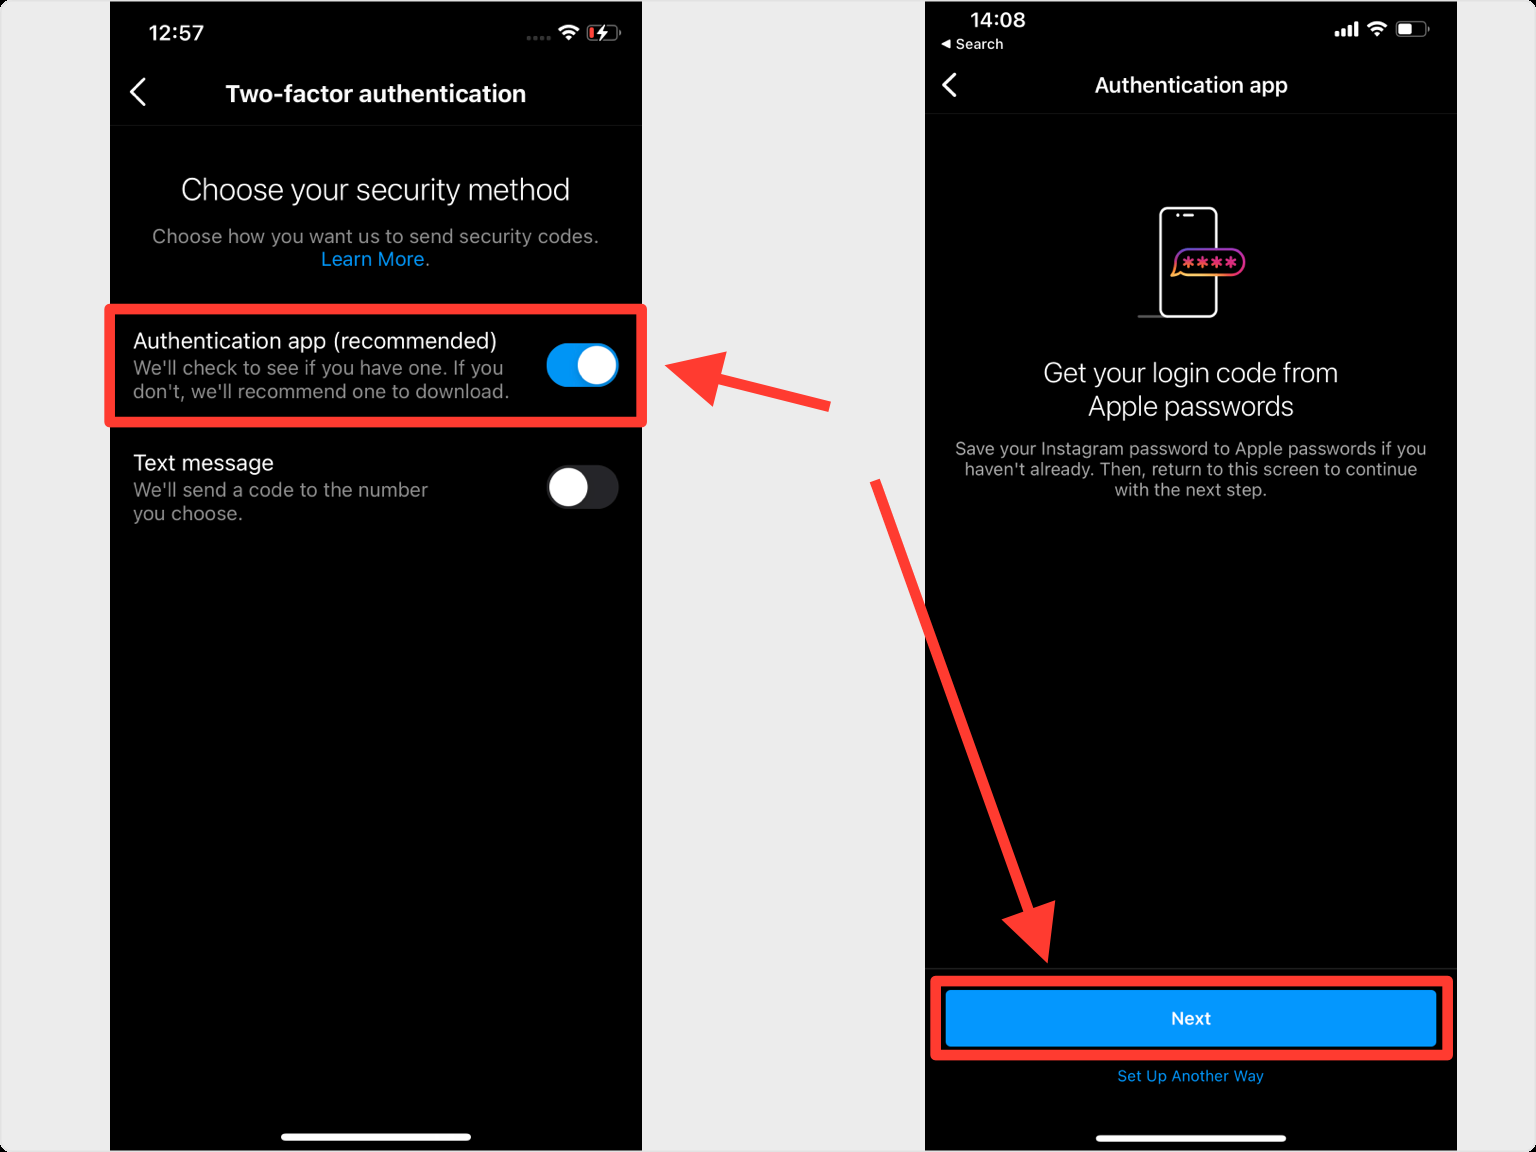 12:57
Two-factor authentication
Choose your security method
Choose how you want us to send security codes.
Learn More.
Authentication app (recommended)
We'll check to see if you have one. If you
don't, we'll recommend one to download.
Text message
We'll send a code to the number
you choose.
14:08
◀ Search
Authentication app
****
Get your login code from
Apple passwords
Save your Instagram password to Apple passwords if you
haven't already. Then, return to this screen to continue
with the next step.
Next
Set Up Another Way